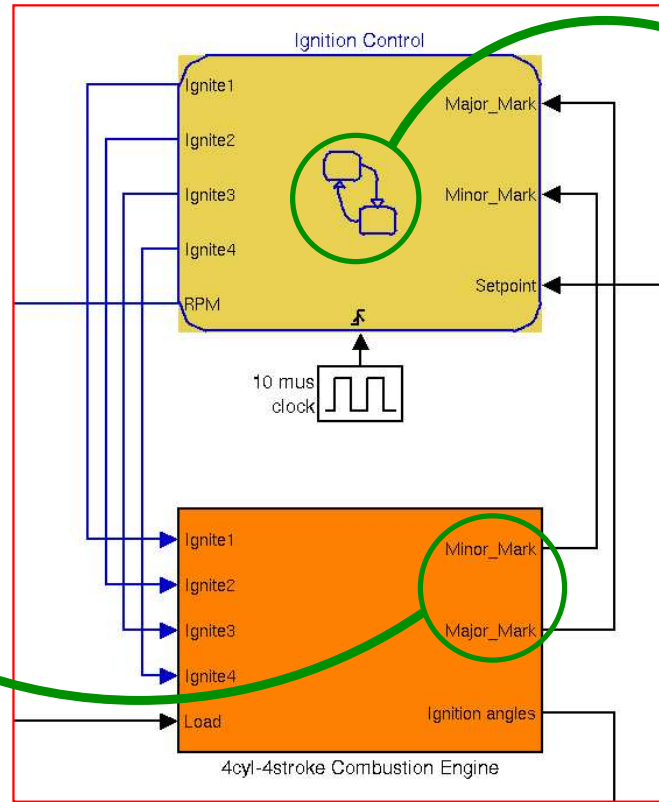 Ignition Control
Ignite1
Major_Mark
Ignite2
Ignite3
Minor_Mark
Ignite4
Setpoint
RPM
10 mus
clock
Ignite1
Minor_Mark
Ignite2
Ignite3
Major_Mark
Ignite4
Load
Ignition angles
4cyl-4stroke Combustion Engine